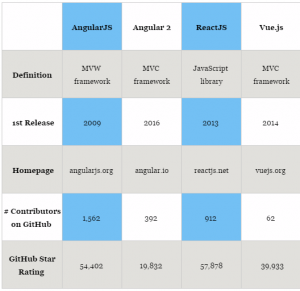 AngularJS Angular 2 ReactJS Vue.js
Definition MVW framework MVC framework JavaScript library MVC framework
1st Release 2009 2016 2013 2014
Homepage angularjs.org angular.io reactjs.net vuejs.org
# Contributors on GitHub 1,562 392 912 62
GitHub Star Rating 54,402 19,832 57,878 39,933